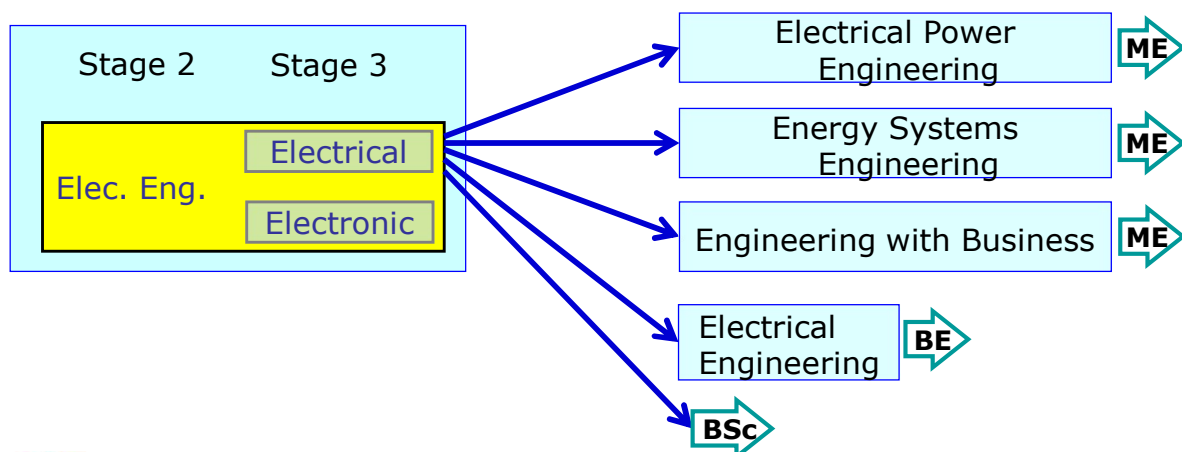 Stage 2
Stage 3
Elec. Eng.
Electrical
Electronic
Electrical Power
Engineering
ME
Energy Systems
Engineering
ME
Engineering with Business
ME
Electrical
Engineering
BE
BSc